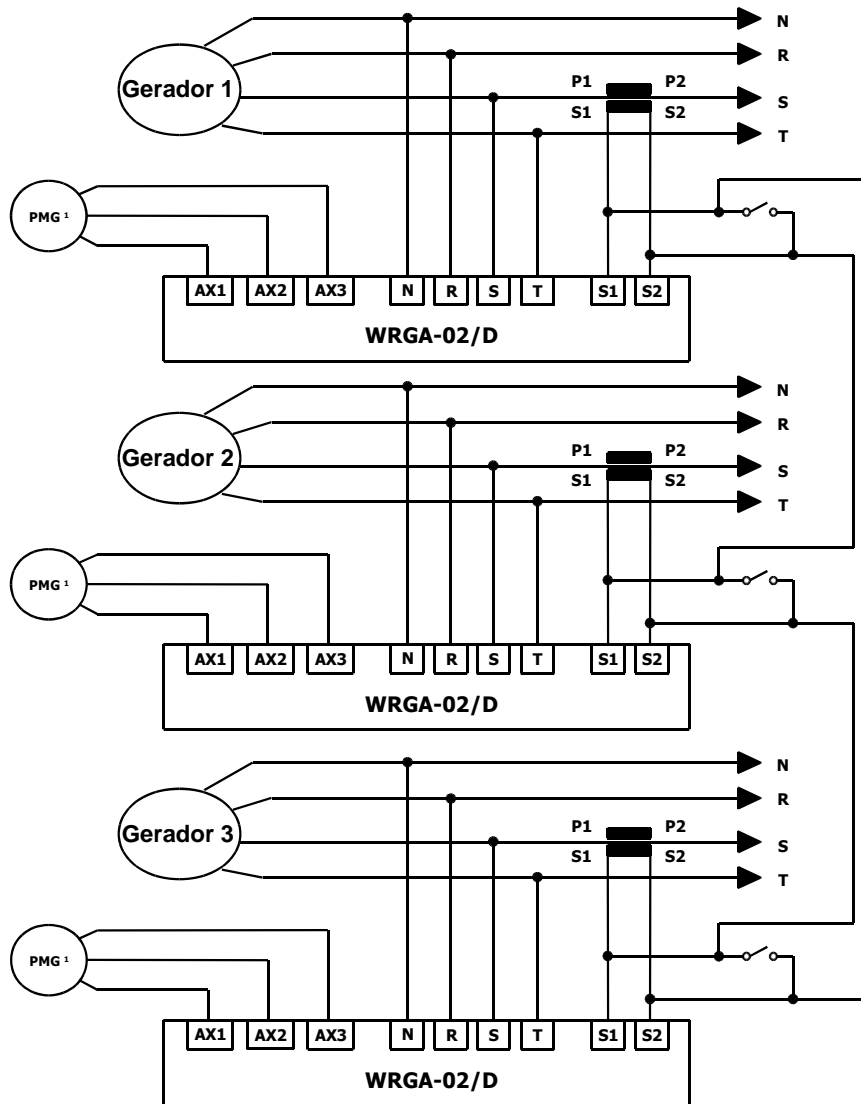 N
R
Gerador 1
P1 P2
S
S1 S2
T
PMG 1
AX1 AX2 AX3 N R S T S1 S2
WRGA-02/D
N
R
Gerador 2
P1 P2
S
S1 S2
T
PMG 1
AX1 AX2 AX3 N R S T S1 S2
WRGA-02/D
N
R
Gerador 3
P1 P2
S
S1 S2
T
PMG 1
AX1 AX2 AX3 N R S T S1 S2
WRGA-02/D